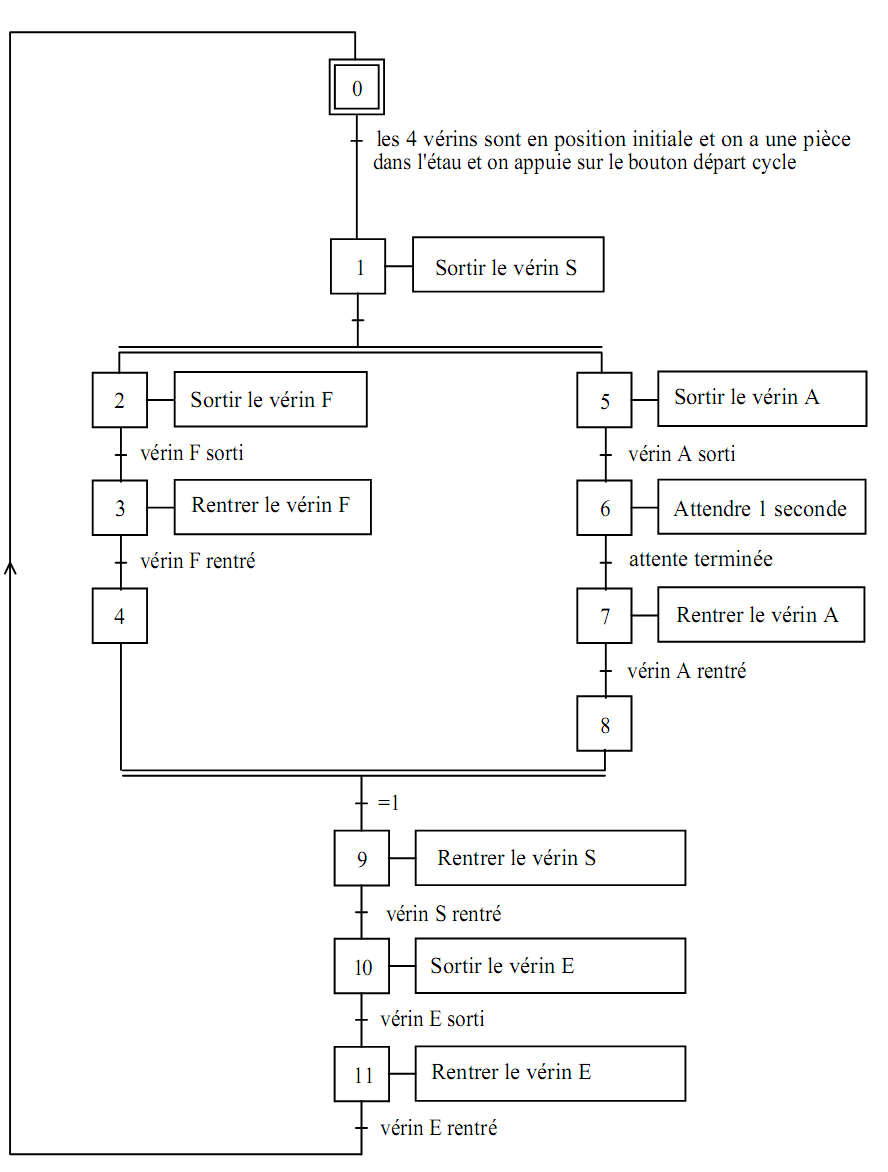 0
les 4 vérins sont en position initiale et on a une pièce
dans l'étau et on appuie sur le bouton départ cycle
1
Sortir le vérin S
2
Sortir le vérin F
5
Sortir le vérin A
vérin F sorti
vérin A sorti
3
Rentrer le vérin F
6
Attendre 1 seconde
vérin F rentré
attente terminée
4
7
Rentrer le vérin A
vérin A rentré
8
=1
9
Rentrer le vérin S
vérin S rentré
10
Sortir le vérin E
vérin E sorti
11
Rentrer le vérin E
vérin E rentré